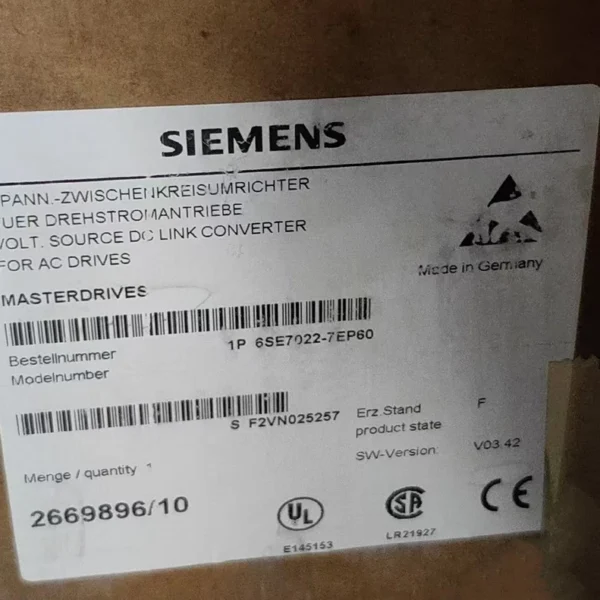 SIEMENS
PANN.-ZWISCHENKREISUMRICHTER
UER DREHSTROMANTRIEBE
VOLT. SOURCE DC LINK CONVERTER
FOR AC DRIVES
Made in Germany
MASTERDRIVES
1P 6SE7022-7EP60
Bestellnummer
Modelnumber
S F2VN025257
Erz.Stand F
product state
SW-Version: V03.42
Menge / quantity 1
2669896/10
UL
E145153
SA
LR21927
CE